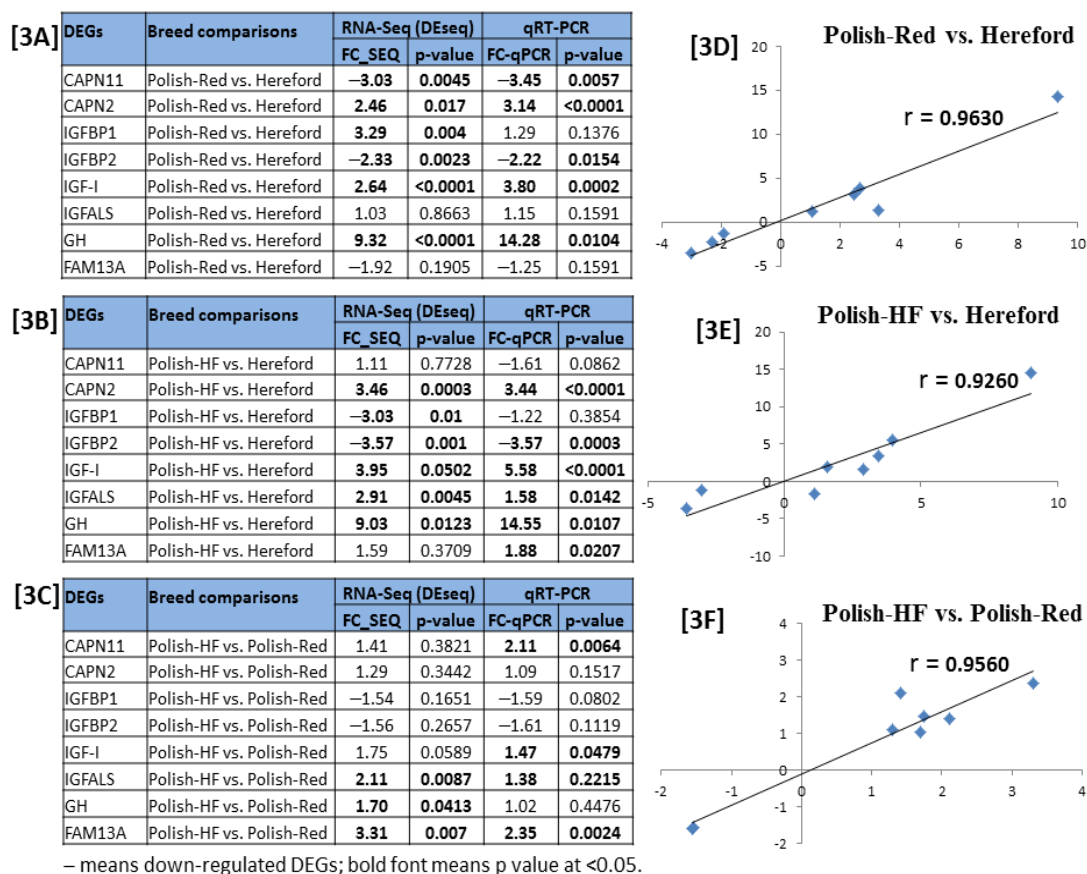 [3A]
DEGs Breed comparisons RNA-Seq (DEseq) qRT-PCR
FC_SEQ p-value FC-qPCR p-value
CAPN11 Polish-Red vs. Hereford −3.03 0.0045 −3.45 0.0057
CAPN2 Polish-Red vs. Hereford 2.46 0.017 3.14 <0.0001
IGFBP1 Polish-Red vs. Hereford 3.29 0.004 1.29 0.1376
IGFBP2 Polish-Red vs. Hereford −2.33 0.0023 −2.22 0.0154
IGF-I Polish-Red vs. Hereford 2.64 <0.0001 3.80 0.0002
IGFALS Polish-Red vs. Hereford 1.03 0.8663 1.15 0.1591
GH Polish-Red vs. Hereford 9.32 <0.0001 14.28 0.0104
FAM13A Polish-Red vs. Hereford −1.92 0.1905 −1.25 0.1591
[3D]
Polish-Red vs. Hereford
r = 0.9630
20
15
10
5
0
-5
-4 -2 0 2 4 6 8 10
[3B]
DEGs Breed comparisons RNA-Seq (DEseq) qRT-PCR
FC_SEQ p-value FC-qPCR p-value
CAPN11 Polish-HF vs. Hereford 1.11 0.7728 −1.61 0.0862
CAPN2 Polish-HF vs. Hereford 3.46 0.0003 3.44 <0.0001
IGFBP1 Polish-HF vs. Hereford −3.03 0.01 −1.22 0.3854
IGFBP2 Polish-HF vs. Hereford −3.57 0.001 −3.57 0.0003
IGF-I Polish-HF vs. Hereford 3.95 0.0502 5.58 <0.0001
IGFALS Polish-HF vs. Hereford 2.91 0.0045 1.58 0.0142
GH Polish-HF vs. Hereford 9.03 0.0123 14.55 0.0107
FAM13A Polish-HF vs. Hereford 1.59 0.3709 1.88 0.0207
[3E]
Polish-HF vs. Hereford
r = 0.9260
20
15
10
5
0
-5
-10
-5 0 5 10
[3C]
DEGs Breed comparisons RNA-Seq (DEseq) qRT-PCR
FC_SEQ p-value FC-qPCR p-value
CAPN11 Polish-HF vs. Polish-Red 1.41 0.3821 2.11 0.0064
CAPN2 Polish-HF vs. Polish-Red 1.29 0.3442 1.09 0.1517
IGFBP1 Polish-HF vs. Polish-Red −1.54 0.1651 −1.59 0.0802
IGFBP2 Polish-HF vs. Polish-Red −1.56 0.2657 −1.61 0.1119
IGF-I Polish-HF vs. Polish-Red 1.75 0.0589 1.47 0.0479
IGFALS Polish-HF vs. Polish-Red 2.11 0.0087 1.38 0.2215
GH Polish-HF vs. Polish-Red 1.70 0.0413 1.02 0.4476
FAM13A Polish-HF vs. Polish-Red 3.31 0.007 2.35 0.0024
[3F]
Polish-HF vs. Polish-Red
r = 0.9560
4
3
2
1
0
-1
-2
-2 -1 0 1 2 3 4
– means down-regulated DEGs; bold font means p value at <0.05.